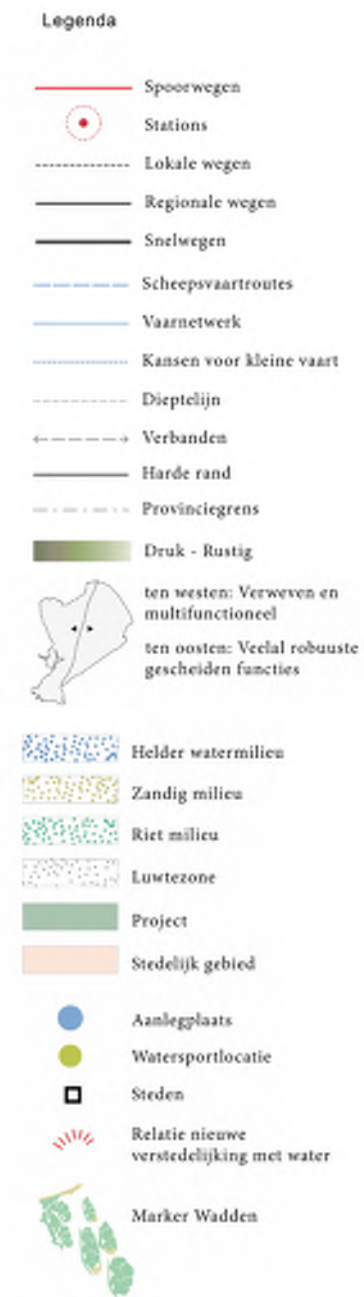 Legenda
Spoorwegen
Stations
Lokale wegen
Regionale wegen
Snelwegen
Scheepsvaartroutes
Vaarnetwerk
Kansen voor kleine vaart
Dieptelijn
Verbanden
Harde rand
Provinciegrens
Druk - Rustig
ten westen: Verweven en
multifunctioneel
ten oosten: Veelal robuuste
gescheiden functies
Helder watermilieu
Zandig milieu
Riet milieu
Luwtezone
Project
Stedelijk gebied
Aanlegplaats
Watersportlocatie
Steden
Relatie nieuwe
verstedelijking met water
Marker Wadden